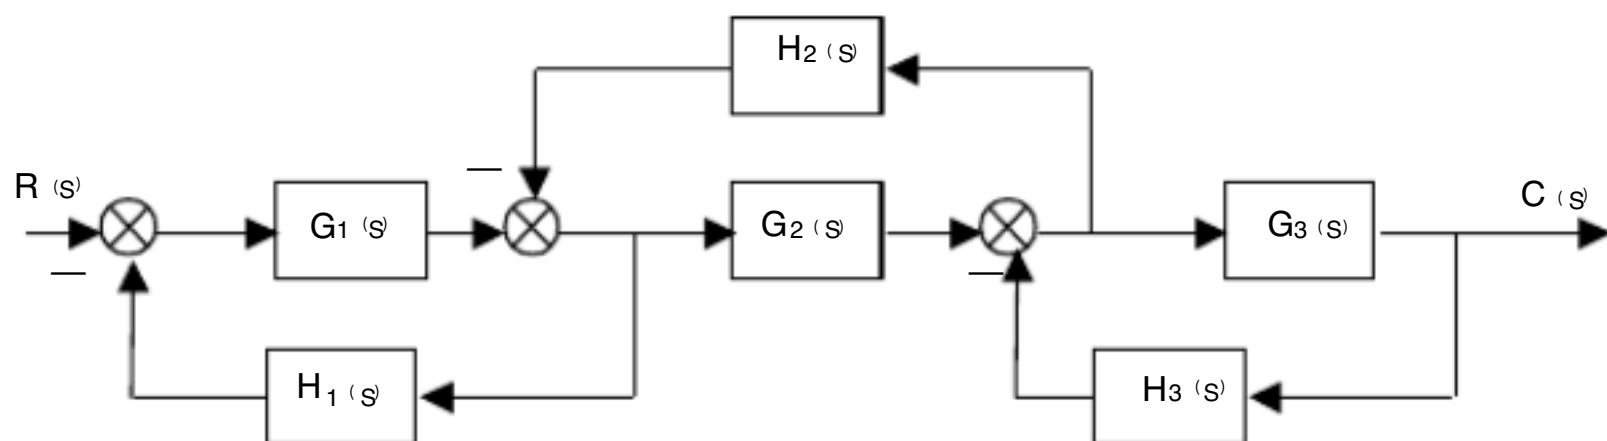 H2 (S)
—
R (S)
G1 (S)
G2 (S)
G3 (S)
C (S)
—
—
H1 (S)
H3 (S)